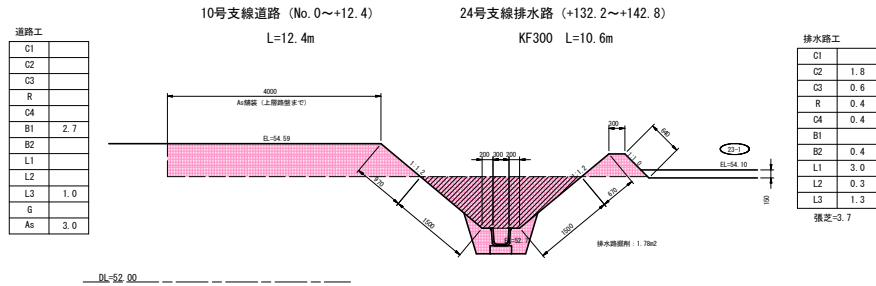 10号支線道路（No.0～+12.4）
L=12.4m
24号支線排水路（+132.2～+142.8）
KF300　L=10.6m
道路工
C1
C2
C3
R
C4
B1 2.7
B2
L1
L2
L3 1.0
G
As 3.0
4000
As舗装（上層路盤まで）
EL=54.59
1:1.2
970
1500
200 300 200
1:1.2
300
1:1.0
640
670
1500
23-1
EL=54.10
150
排水路掘削：1.78m2
DL=52.00
排水路工
C1
C2 1.8
C3 0.6
R 0.4
C4 0.4
B1
B2 0.4
L1 3.0
L2 0.3
L3 1.3
張芝=3.7